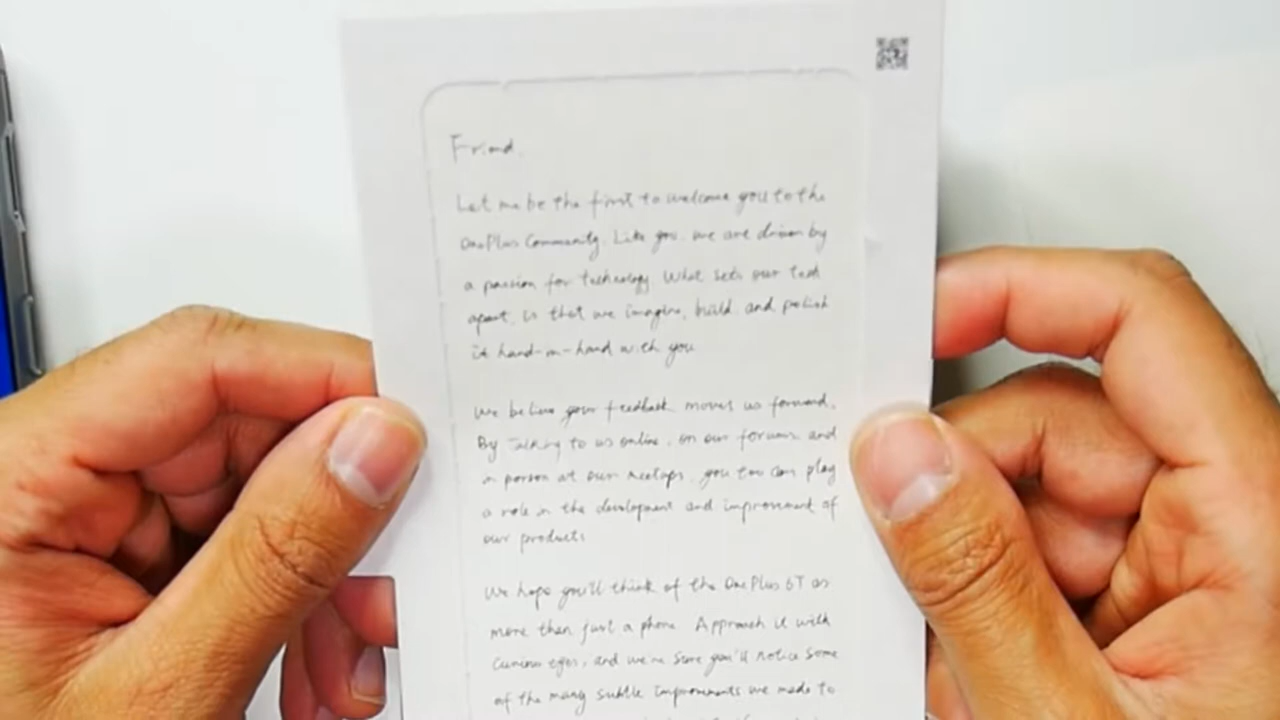 Friend,
Let me be the first to welcome you to the
OnePlus Community. Like you, we are driven by
a passion for technology. What sets our tech
apart, is that we imagine, build, and polish
it hand-in-hand with you
We believe your feedback moves us forward.
By Talking to us online, on our forums and
in person at our meetups, you too can play
a role in the development and improvement of
our products
We hope you'll think of the OnePlus 6T as
more than just a phone. Approach it with
curious eyes, and we're sure you'll notice some
of the many subtle improvements we made to